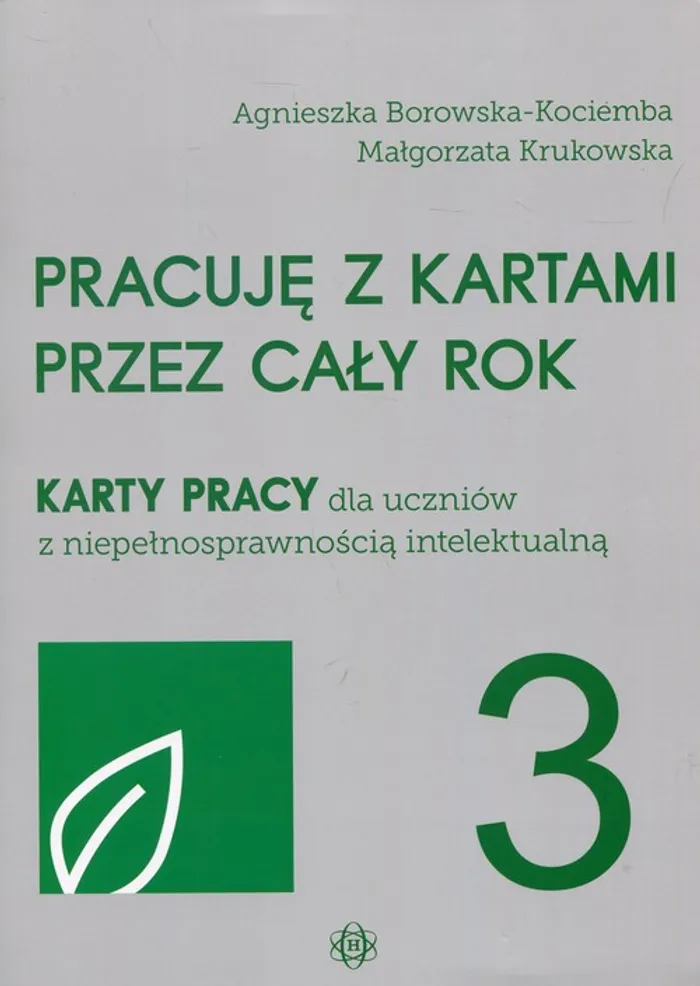 Agnieszka Borowska-Kociemba
Małgorzata Krukowska
PRACUJĘ Z KARTAMI
PRZEZ CAŁY ROK
KARTY PRACY dla uczniów
z niepełnosprawnością intelektualną
3
H